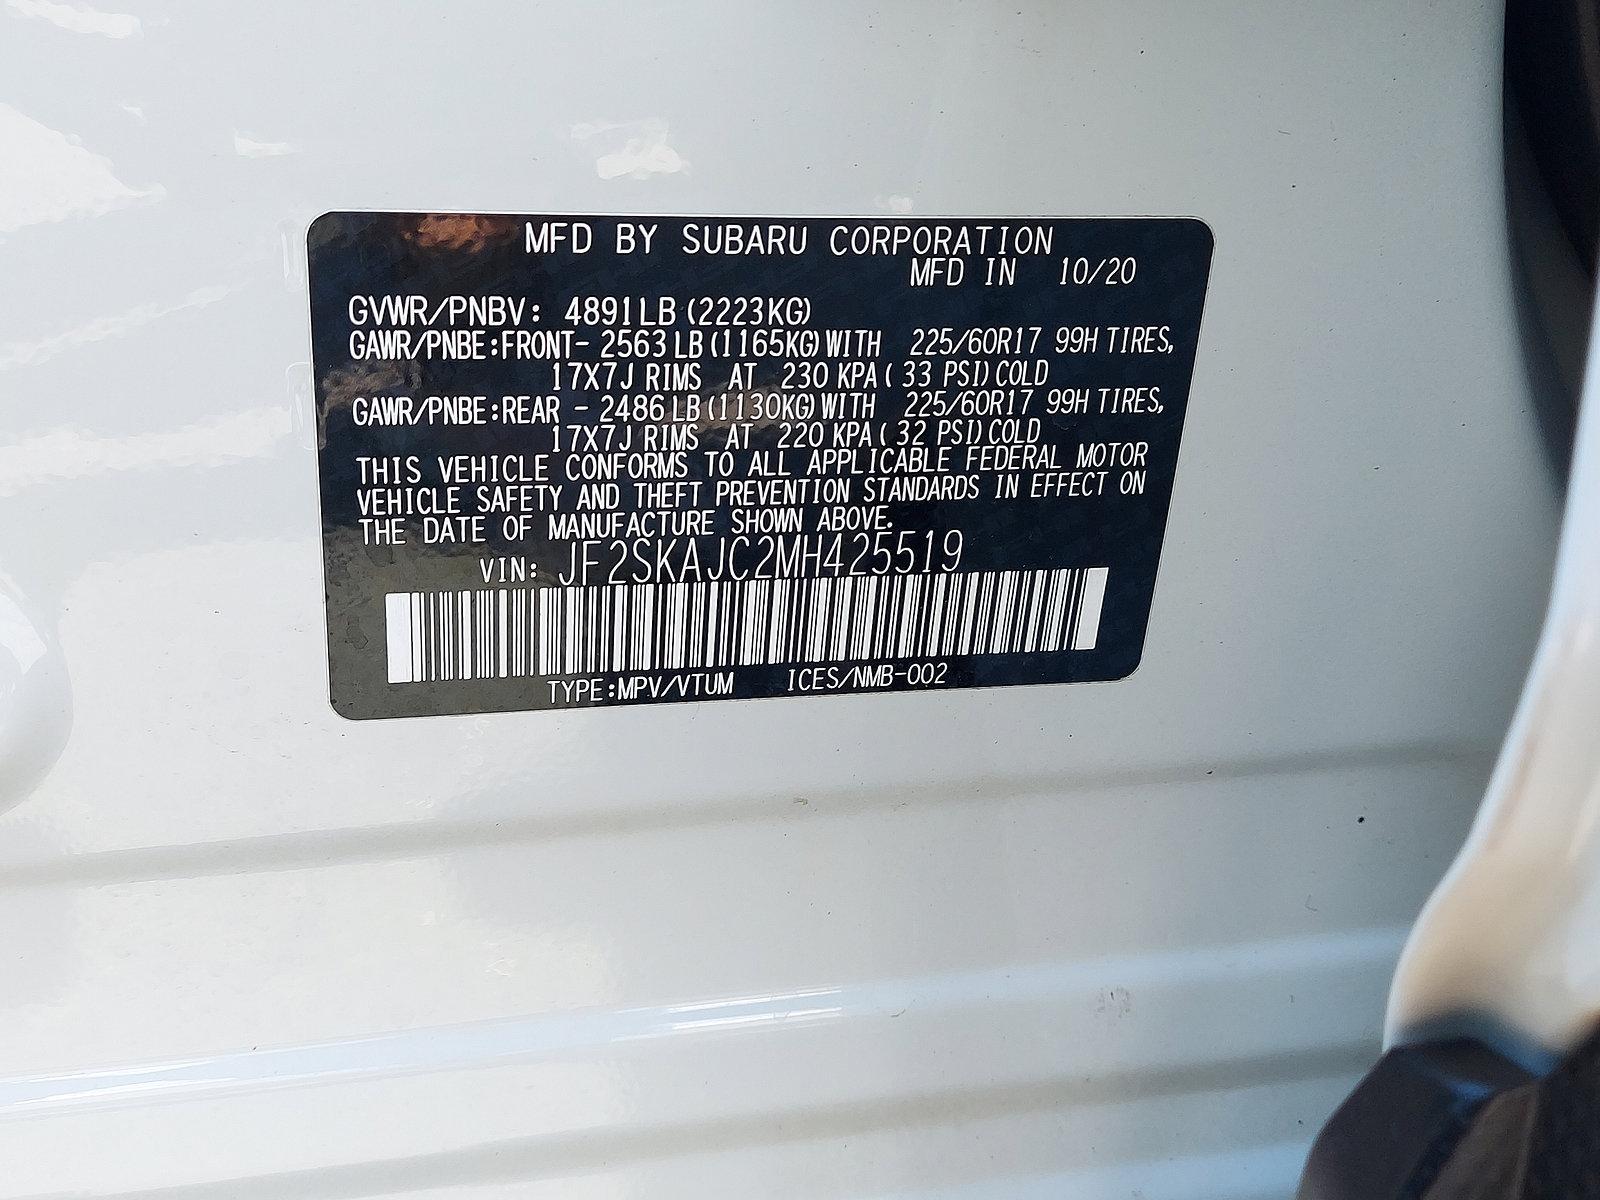 MFD BY SUBARU CORPORATION
MFD IN 10/20
GVWR/PNBV: 4891LB(2223KG)
GAWR/PNBE:FRONT- 2563LB(1165KG)WITH 225/60R17 99H TIRES,
17X7J RIMS AT 230 KPA( 33 PSI)COLD
GAWR/PNBE:REAR - 2486LB(1130KG)WITH 225/60R17 99H TIRES,
17X7J RIMS AT 220 KPA( 32 PSI)COLD
THIS VEHICLE CONFORMS TO ALL APPLICABLE FEDERAL MOTOR
VEHICLE SAFETY AND THEFT PREVENTION STANDARDS IN EFFECT ON
THE DATE OF MANUFACTURE SHOWN ABOVE.
VIN: JF2SKAJC2MH425519
TYPE:MPV/VTUM ICES/NMB-002